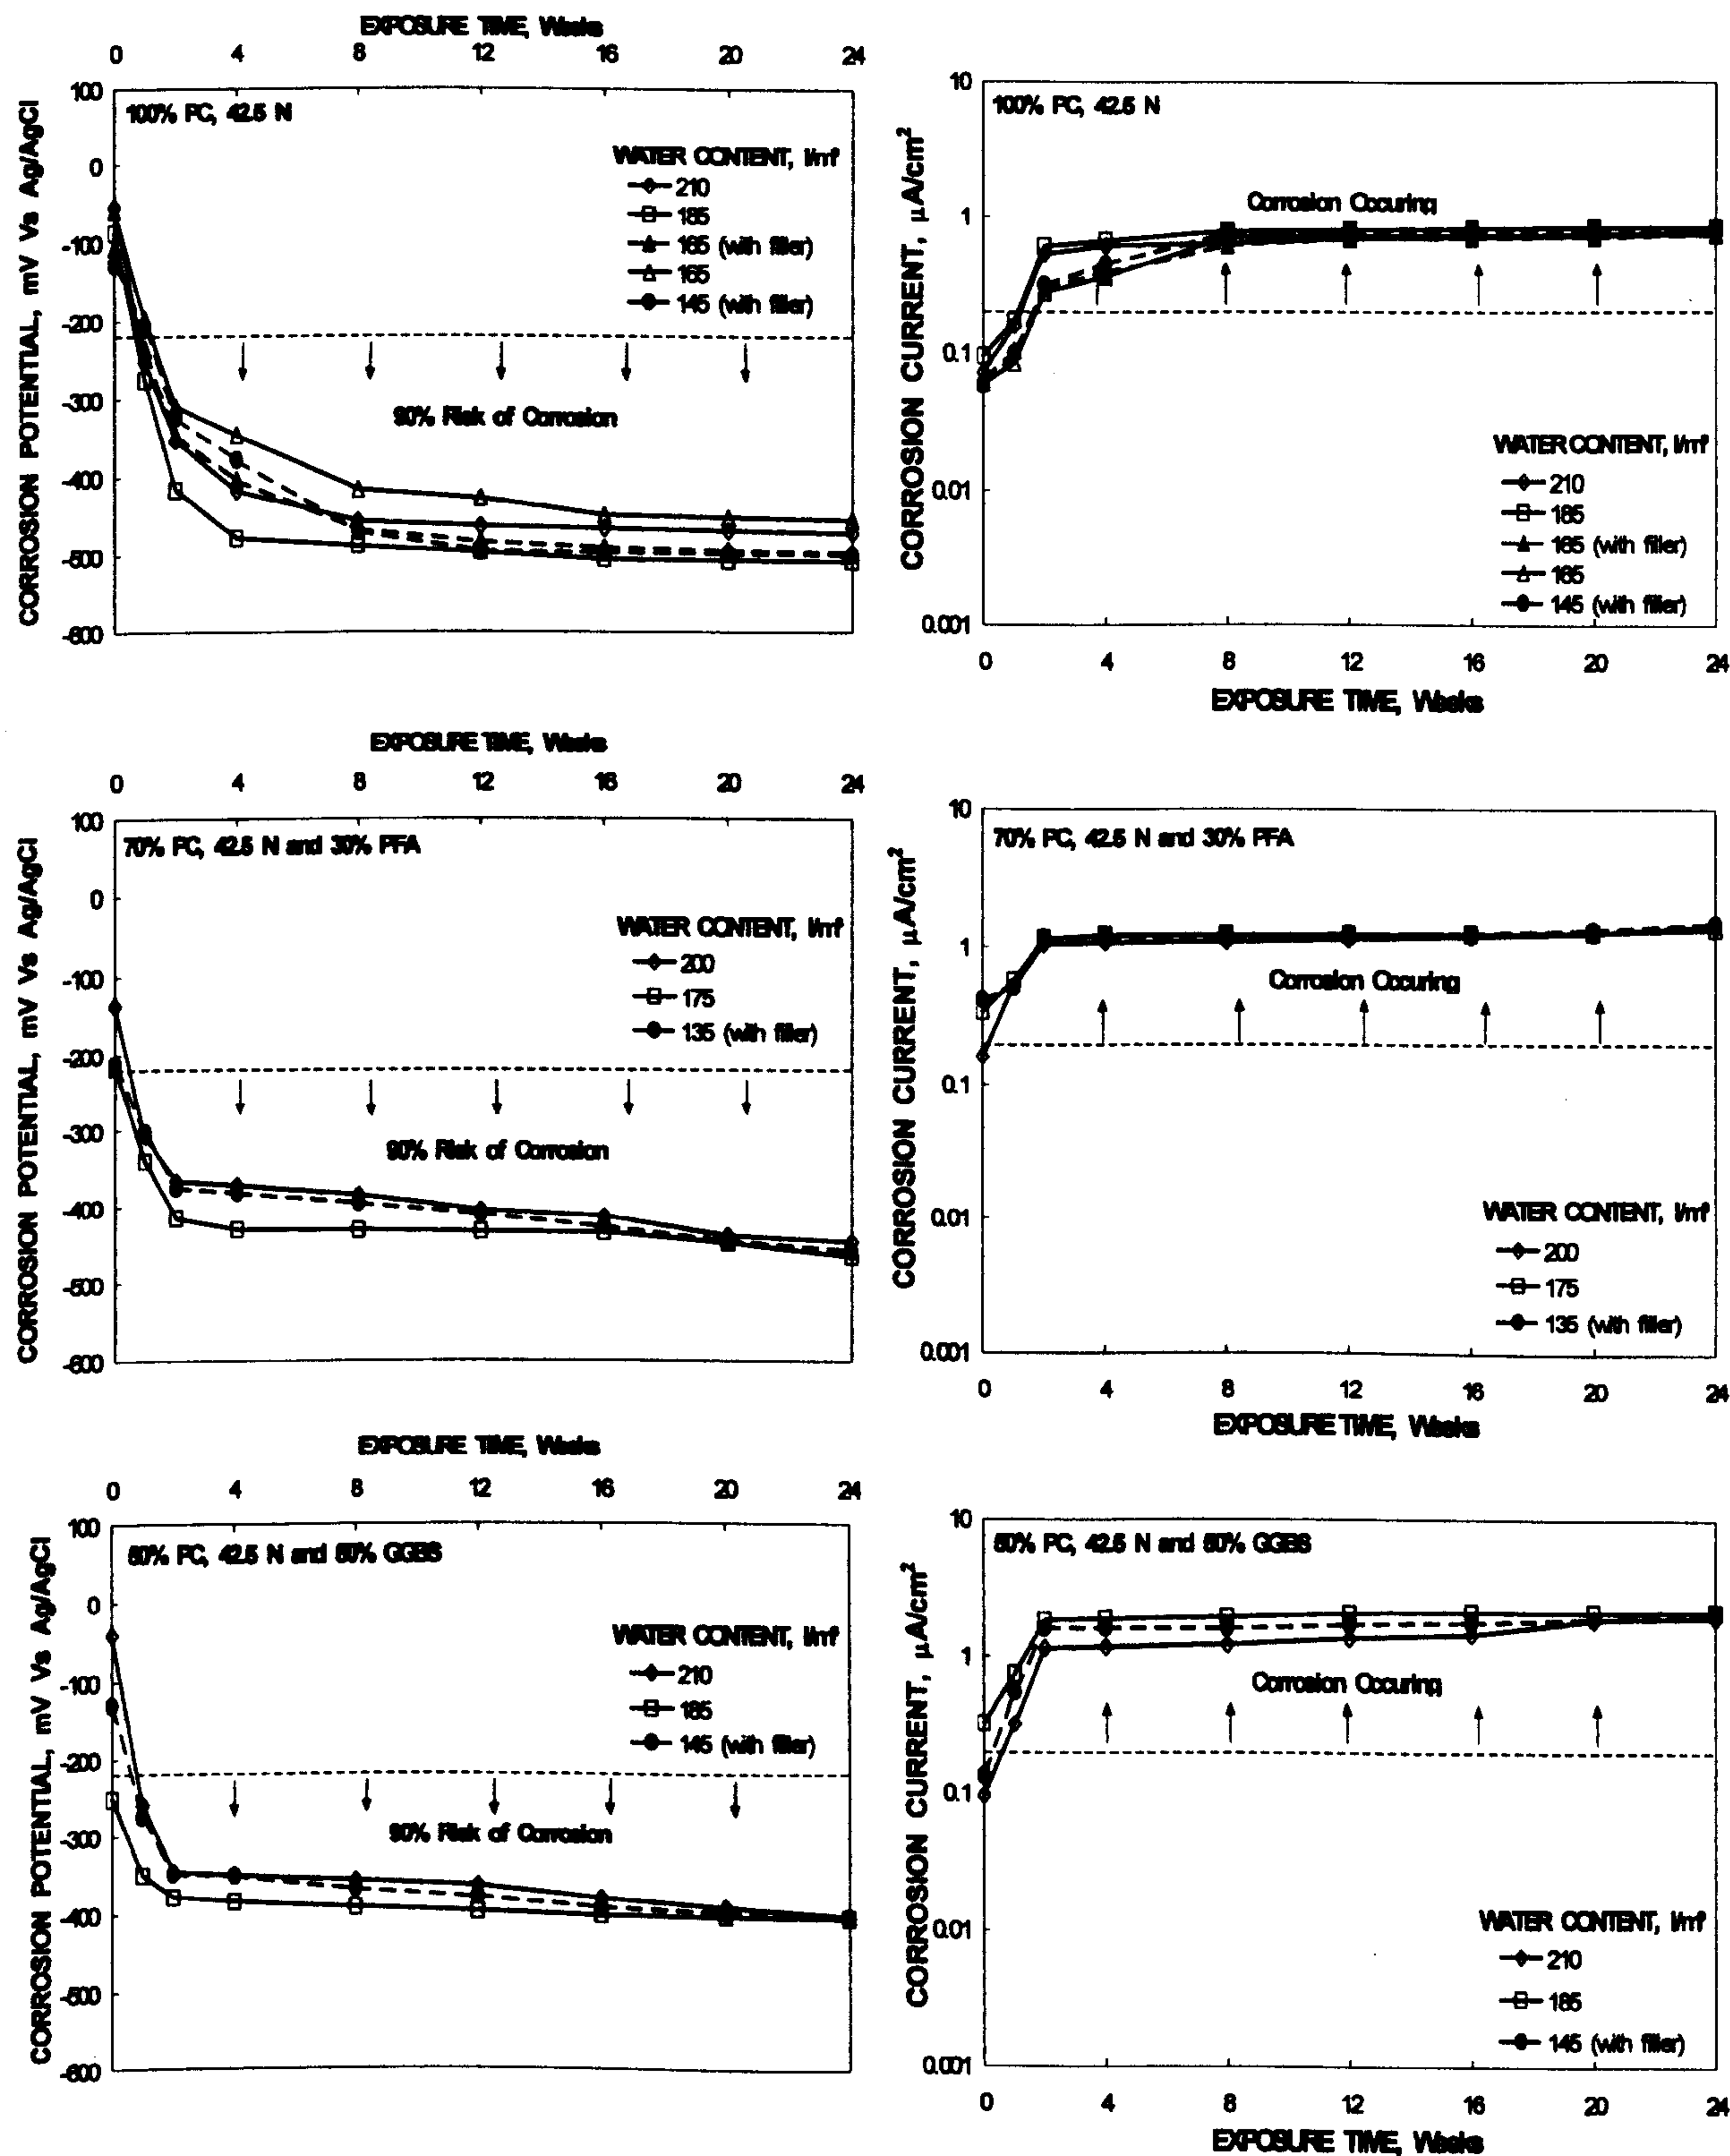 EXPOSURE TIME, Weeks
0 4 8 12 16 20 24
CORROSION POTENTIAL, mV Vs Ag/AgCl
100
0
-100
-200
-300
-400
-500
-600
100% PC, 42.5 N
WATER CONTENT, l/m³
210
185
165 (with filler)
165
145 (with filler)
90% Risk of Corrosion
CORROSION CURRENT, µA/cm²
10
1
0.1
0.01
0.001
100% PC, 42.5 N
Corrosion Occuring
WATER CONTENT, l/m³
210
185
165 (with filler)
165
145 (with filler)
0 4 8 12 16 20 24
EXPOSURE TIME, Weeks
EXPOSURE TIME, Weeks
0 4 8 12 16 20 24
CORROSION POTENTIAL, mV Vs Ag/AgCl
100
0
-100
-200
-300
-400
-500
-600
70% PC, 42.5 N and 30% PFA
WATER CONTENT, l/m³
200
175
135 (with filler)
90% Risk of Corrosion
CORROSION CURRENT, µA/cm²
10
1
0.1
0.01
0.001
70% PC, 42.5 N and 30% PFA
Corrosion Occuring
WATER CONTENT, l/m³
200
175
135 (with filler)
0 4 8 12 16 20 24
EXPOSURE TIME, Weeks
EXPOSURE TIME, Weeks
0 4 8 12 16 20 24
CORROSION POTENTIAL, mV Vs Ag/AgCl
100
0
-100
-200
-300
-400
-500
-600
50% PC, 42.5 N and 50% GGBS
WATER CONTENT, l/m³
210
185
145 (with filler)
90% Risk of Corrosion
CORROSION CURRENT, µA/cm²
10
1
0.1
0.01
0.001
50% PC, 42.5 N and 50% GGBS
Corrosion Occuring
WATER CONTENT, l/m³
210
185
145 (with filler)
0 4 8 12 16 20 24
EXPOSURE TIME, Weeks